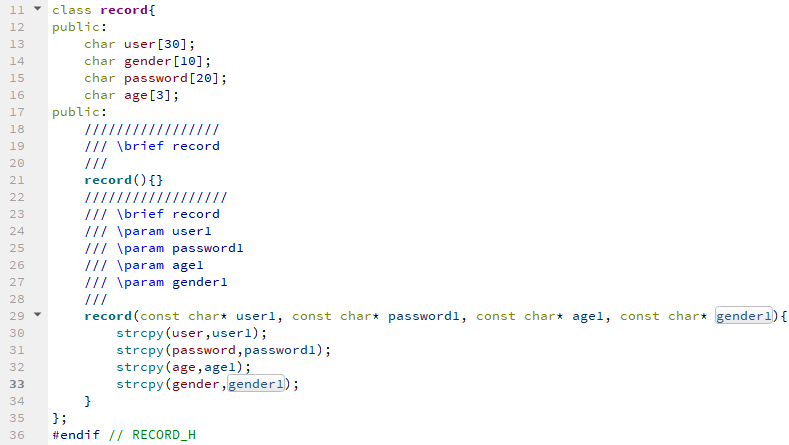 11 class record{
12 public:
13     char user[30];
14     char gender[10];
15     char password[20];
16     char age[3];
17 public:
18     /////////////////
19     /// \brief record
20     ///
21     record(){}
22     //////////////////
23     /// \brief record
24     /// \param user1
25     /// \param password1
26     /// \param age1
27     /// \param gender1
28     ///
29     record(const char* user1, const char* password1, const char* age1, const char* gender1){
30         strcpy(user,user1);
31         strcpy(password,password1);
32         strcpy(age,age1);
33         strcpy(gender,gender1);
34     }
35 };
36 #endif // RECORD_H